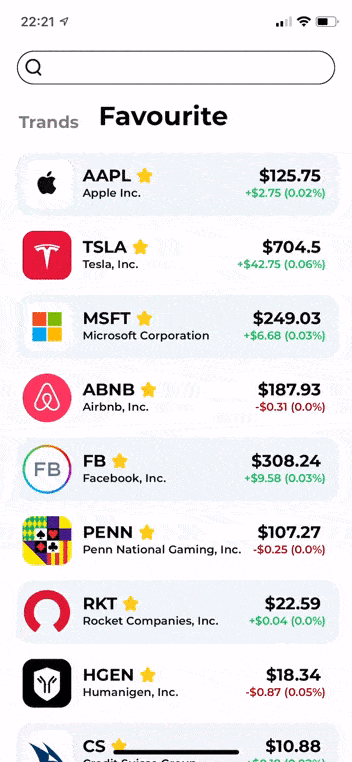 22:21
Trands Favourite
AAPL $125.75
Apple Inc. +$2.75 (0.02%)
TSLA $704.5
Tesla, Inc. +$42.75 (0.06%)
MSFT $249.03
Microsoft Corporation +$6.68 (0.03%)
ABNB $187.93
Airbnb, Inc. -$0.31 (0.0%)
FB FB $308.24
Facebook, Inc. +$9.58 (0.03%)
PENN $107.27
Penn National Gaming, Inc. -$0.25 (0.0%)
RKT $22.59
Rocket Companies, Inc. +$0.04 (0.0%)
HGEN $18.34
Humanigen, Inc. -$0.87 (0.05%)
CS $10.88